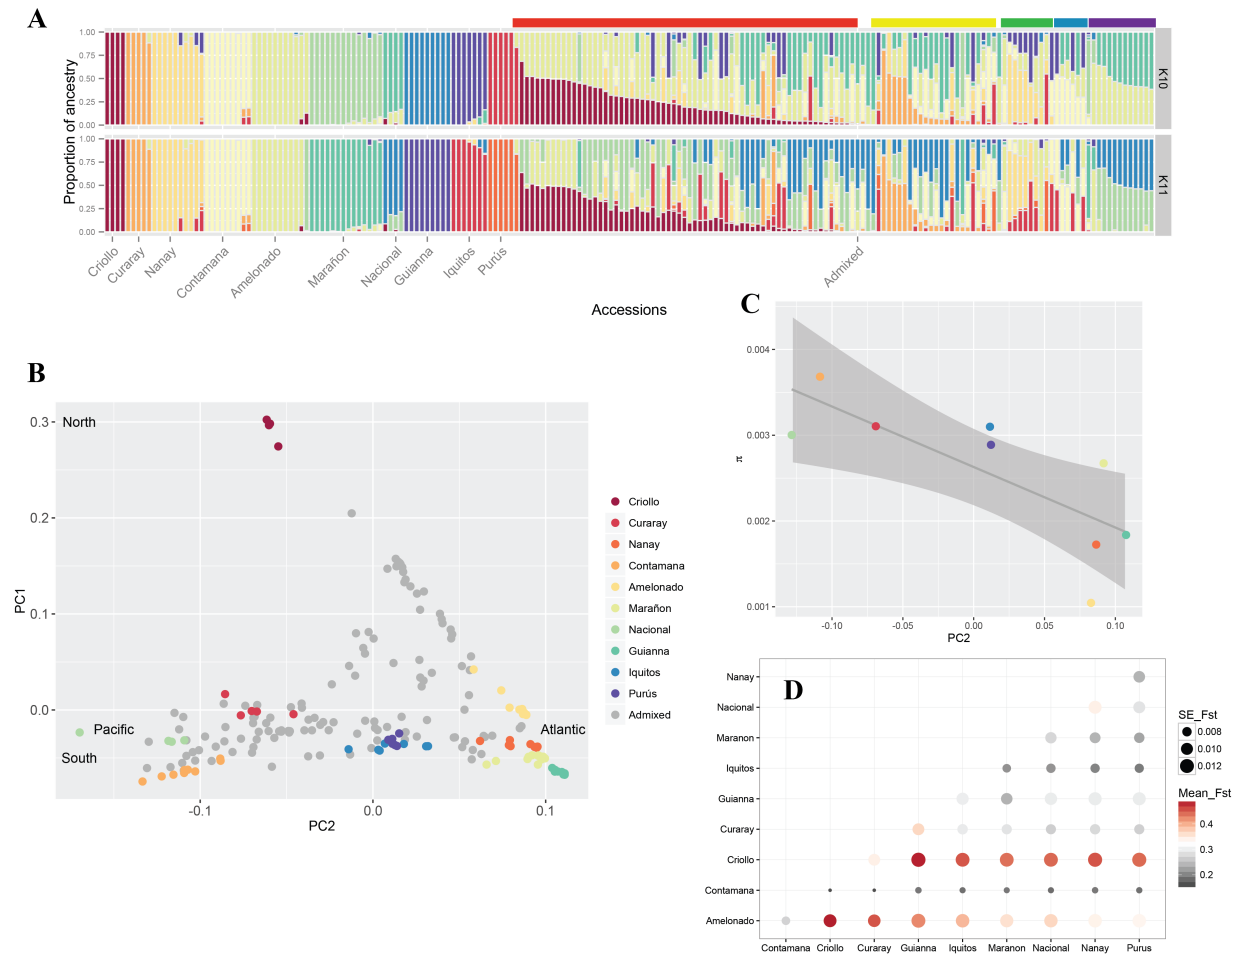 A
Proportion of ancestry
1.00
0.75
0.50
0.25
0.00
K10
1.00
0.75
0.50
0.25
0.00
K11
Criollo
Curaray
Nanay
Contamana
Amelonado
Marañon
Nacional
Guianna
Iquitos
Purús
Admixed
Accessions
B
PC1
0.3
0.2
0.1
0.0
North
Pacific
South
Atlantic
-0.1
0.0
0.1
PC2
Criollo
Curaray
Nanay
Contamana
Amelonado
Marañon
Nacional
Guianna
Iquitos
Purús
Admixed
C
π
0.004
0.003
0.002
0.001
-0.10
-0.05
0.00
0.05
0.10
PC2
D
Nanay
Nacional
Maranon
Iquitos
Guianna
Curaray
Criollo
Contamana
Amelonado
Contamana
Criollo
Curaray
Guianna
Iquitos
Maranon
Nacional
Nanay
Purus
SE_Fst
0.008
0.010
0.012
Mean_Fst
0.4
0.3
0.2